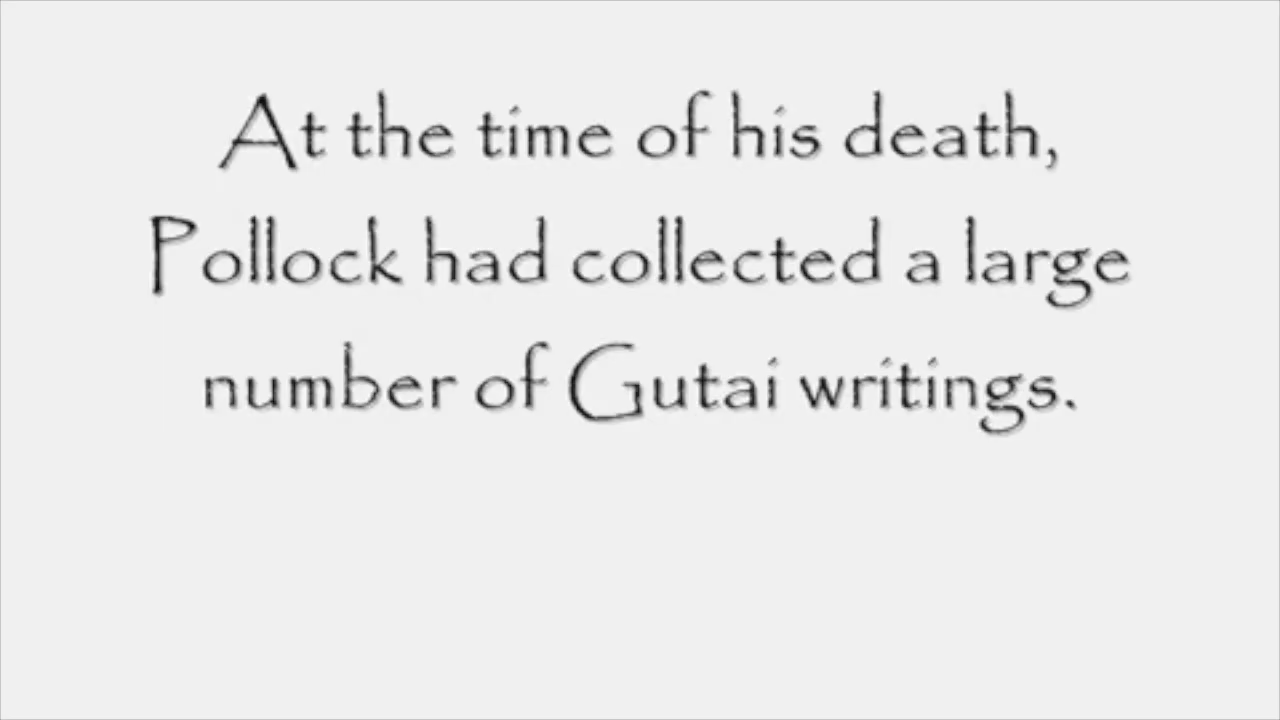 At the time of his death,
Pollock had collected a large
number of Gutai writings.